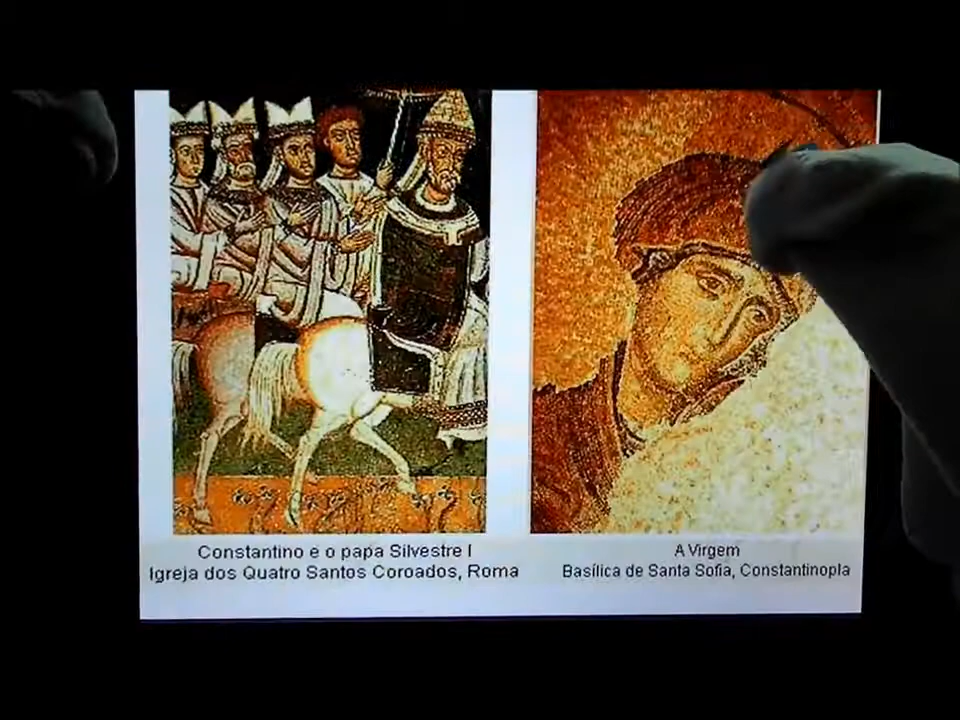 Constantino e o papa Silvestre I
Igreja dos Quatro Santos Coroados, Roma
A Virgem
Basílica de Santa Sofia, Constantinopla